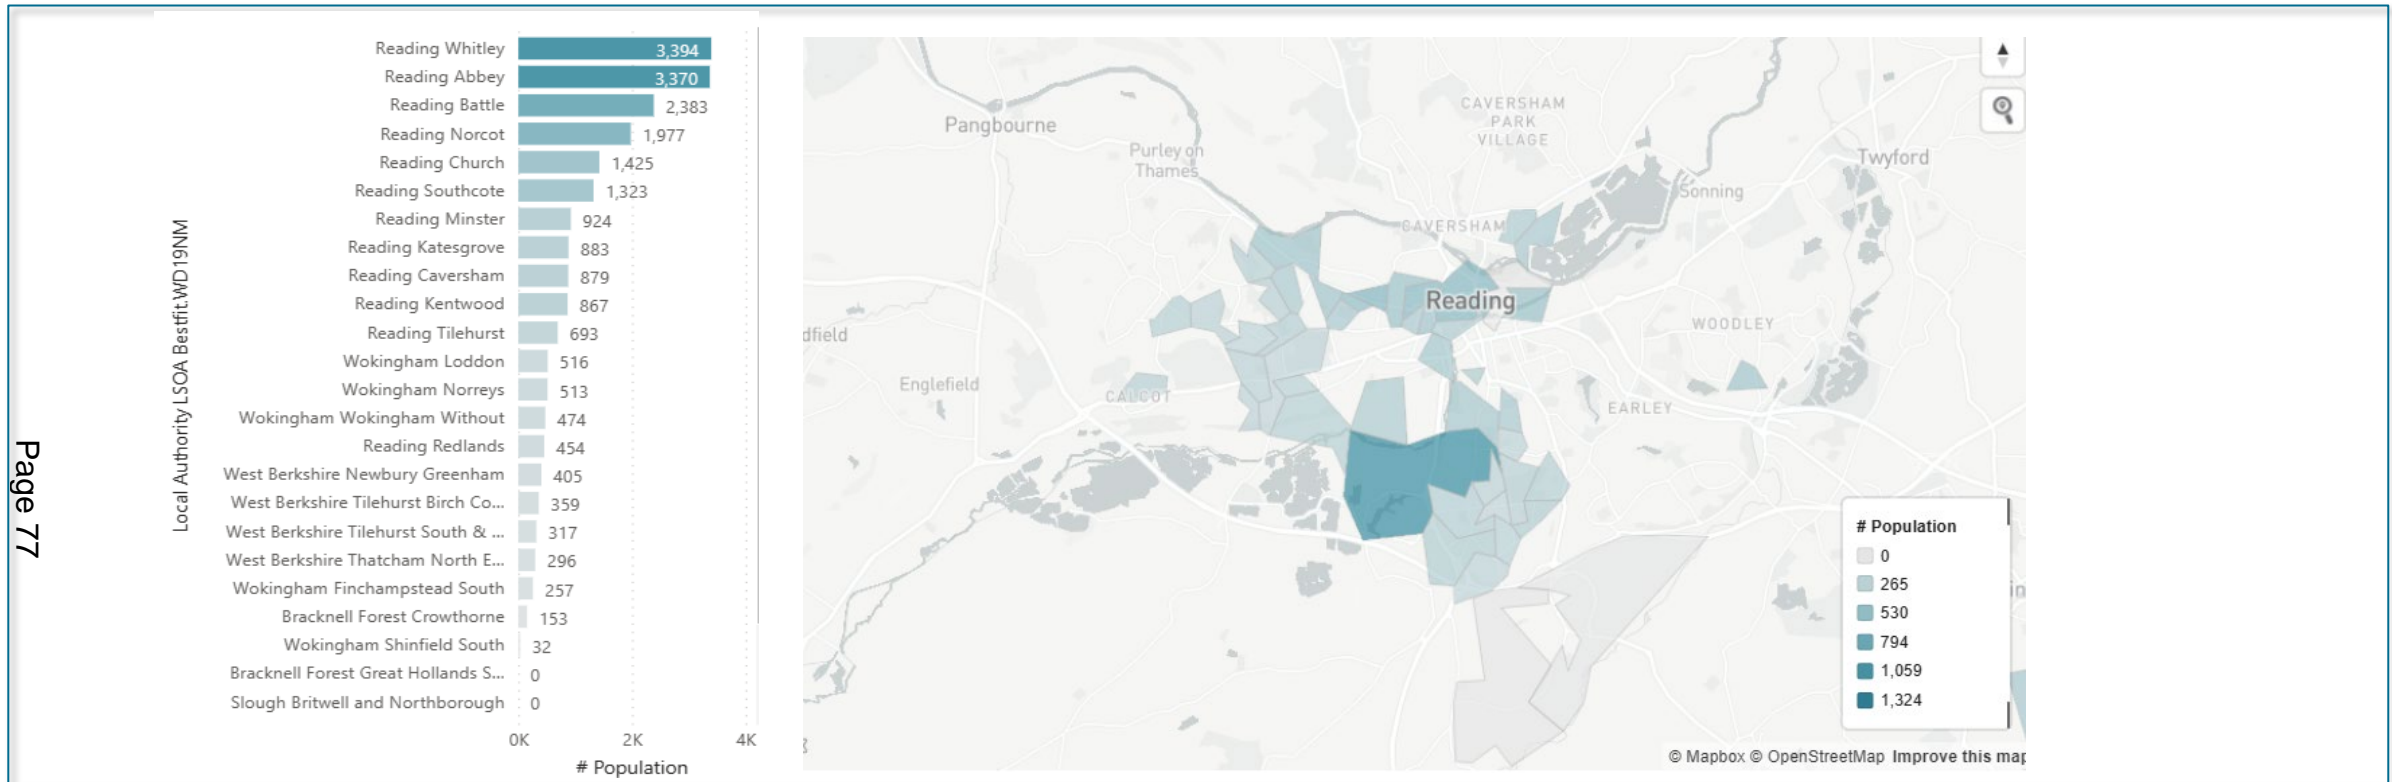 Page 77
Local Authority LSOA Bestfit.WD19NM
Reading Whitley 3,394
Reading Abbey 3,370
Reading Battle 2,383
Reading Norcot 1,977
Reading Church 1,425
Reading Southcote 1,323
Reading Minster 924
Reading Katesgrove 883
Reading Caversham 879
Reading Kentwood 867
Reading Tilehurst 693
Wokingham Loddon 516
Wokingham Norreys 513
Wokingham Wokingham Without 474
Reading Redlands 454
West Berkshire Newbury Greenham 405
West Berkshire Tilehurst Birch Co... 359
West Berkshire Tilehurst South & ... 317
West Berkshire Thatcham North E... 296
Wokingham Finchampstead South 257
Bracknell Forest Crowthorne 153
Wokingham Shinfield South 32
Bracknell Forest Great Hollands S... 0
Slough Britwell and Northborough 0
0K 2K 4K
# Population
Pangbourne
Purley on
Thames
CAVERSHAM
PARK
VILLAGE
Twyford
Sonning
CAVERSHAM
Reading
WOODLEY
dfield
Englefield
CALCOT
EARLEY
in
# Population
0
265
530
794
1,059
1,324
© Mapbox © OpenStreetMap Improve this map